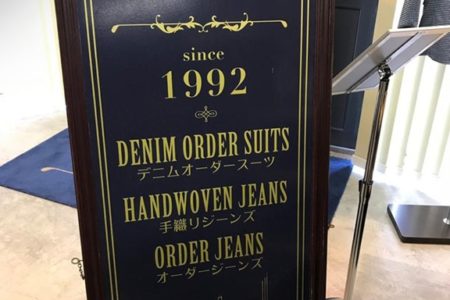 since
1992
DENIM ORDER SUITS
デニムオーダースーツ
HANDWOVEN JEANS
手織りジーンズ
ORDER JEANS
オーダージーンズ